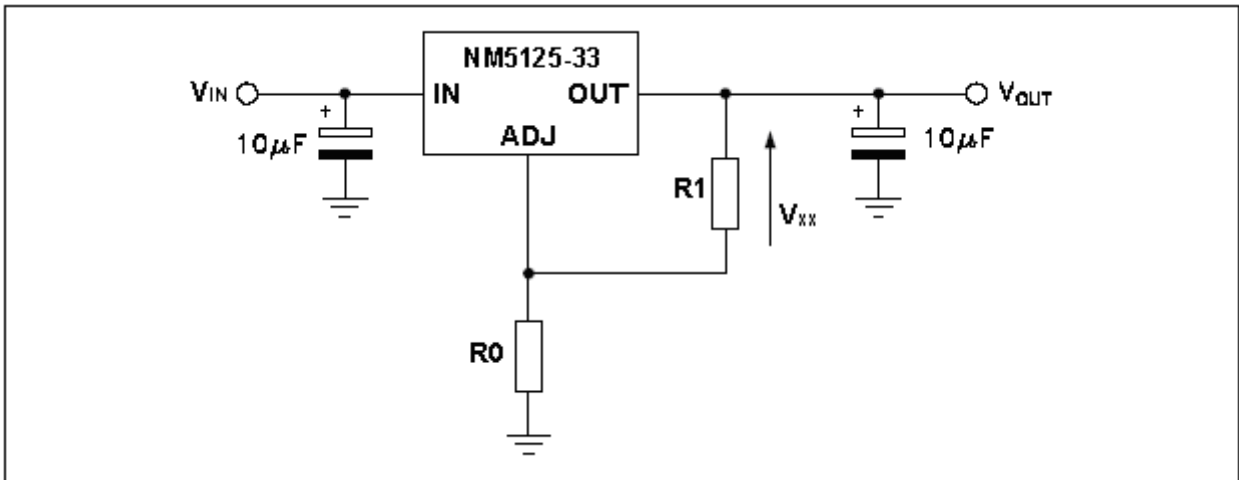 NM5125-33
VIN
IN
OUT
VOUT
+
10µF
ADJ
+
10µF
R1
Vxx
R0